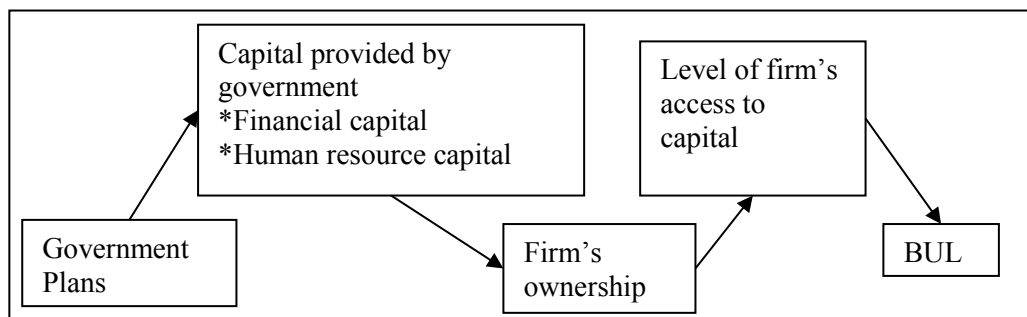 Capital provided by
government
*Financial capital
*Human resource capital
Level of firm's
access to
capital
Government
Plans
Firm's
ownership
BUL